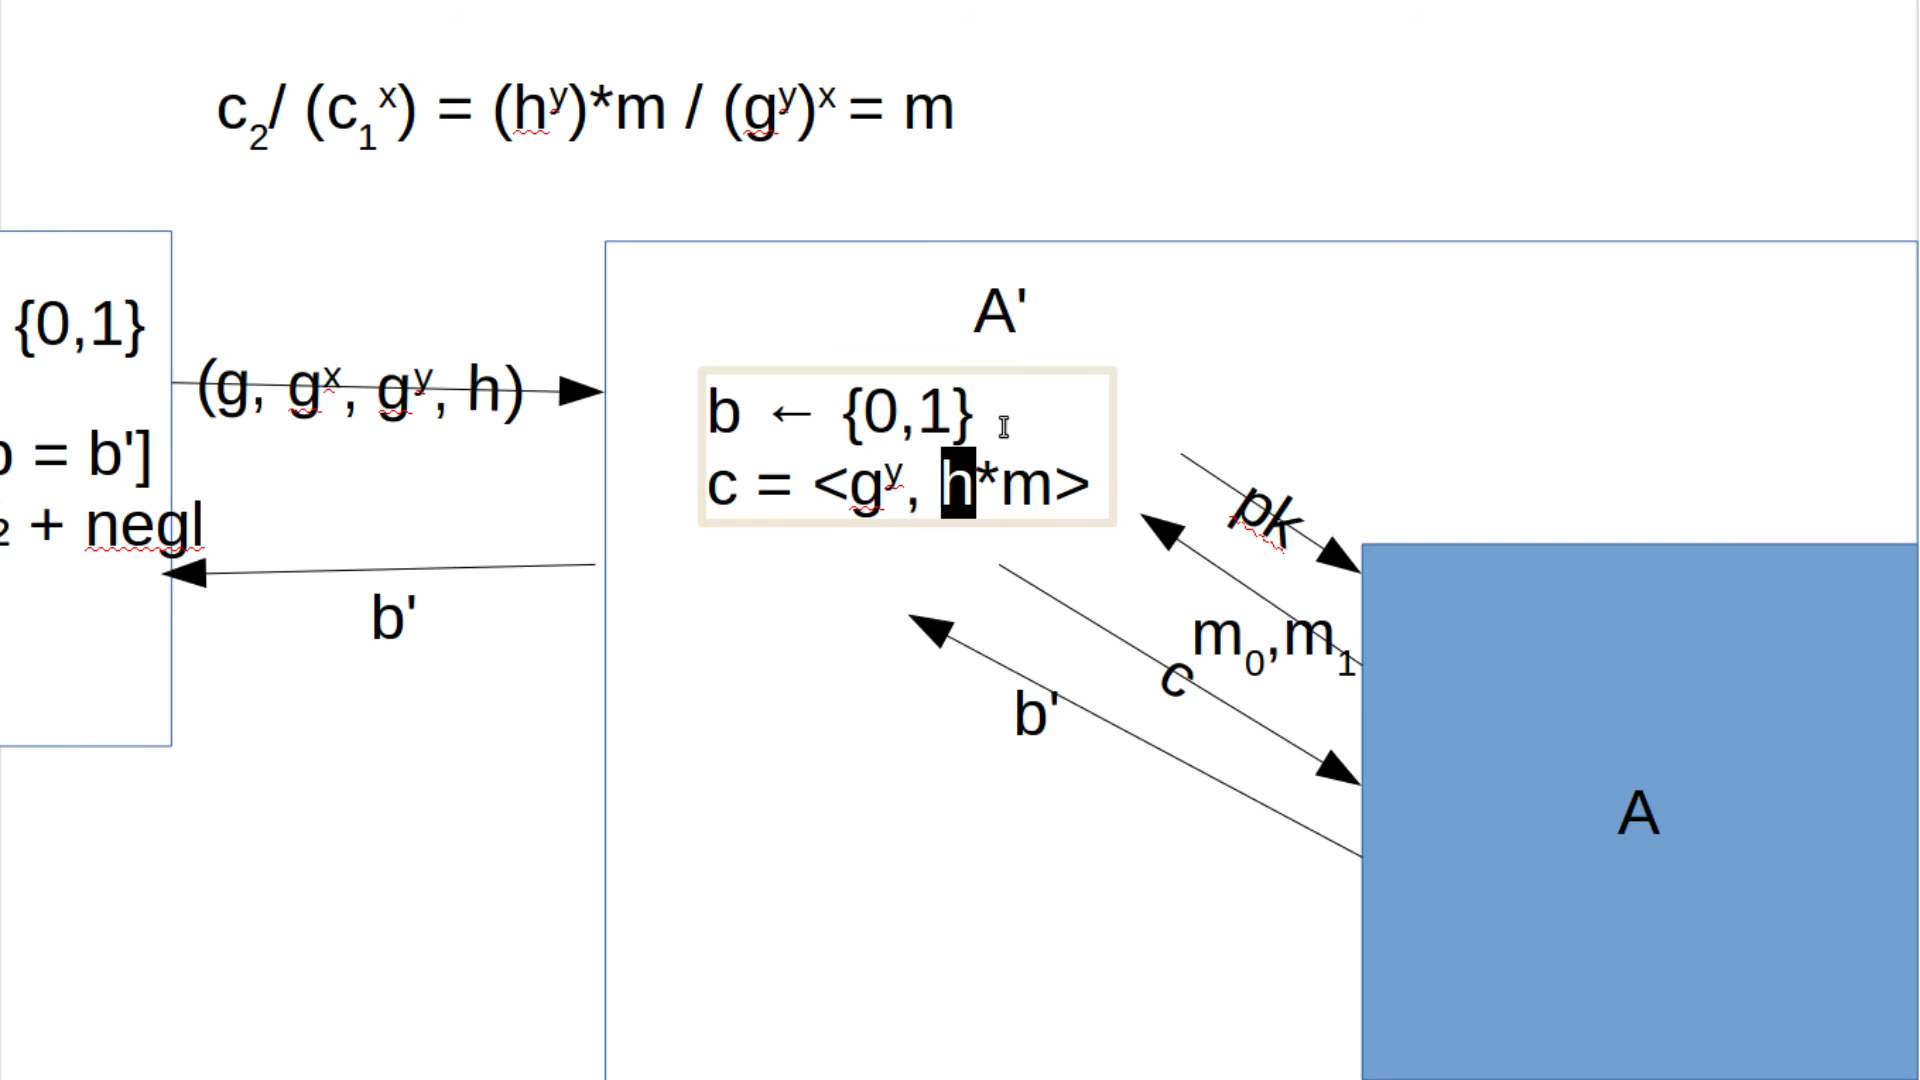 c₂/ (c₁ˣ) = (hʸ)*m / (gʸ)ˣ = m
{0,1}
(g, gˣ, gʸ, h)
= b']
+ negl
b'
A'
b ← {0,1}
c = <gʸ, h*m>
pk
m₀,m₁
c
b'
A